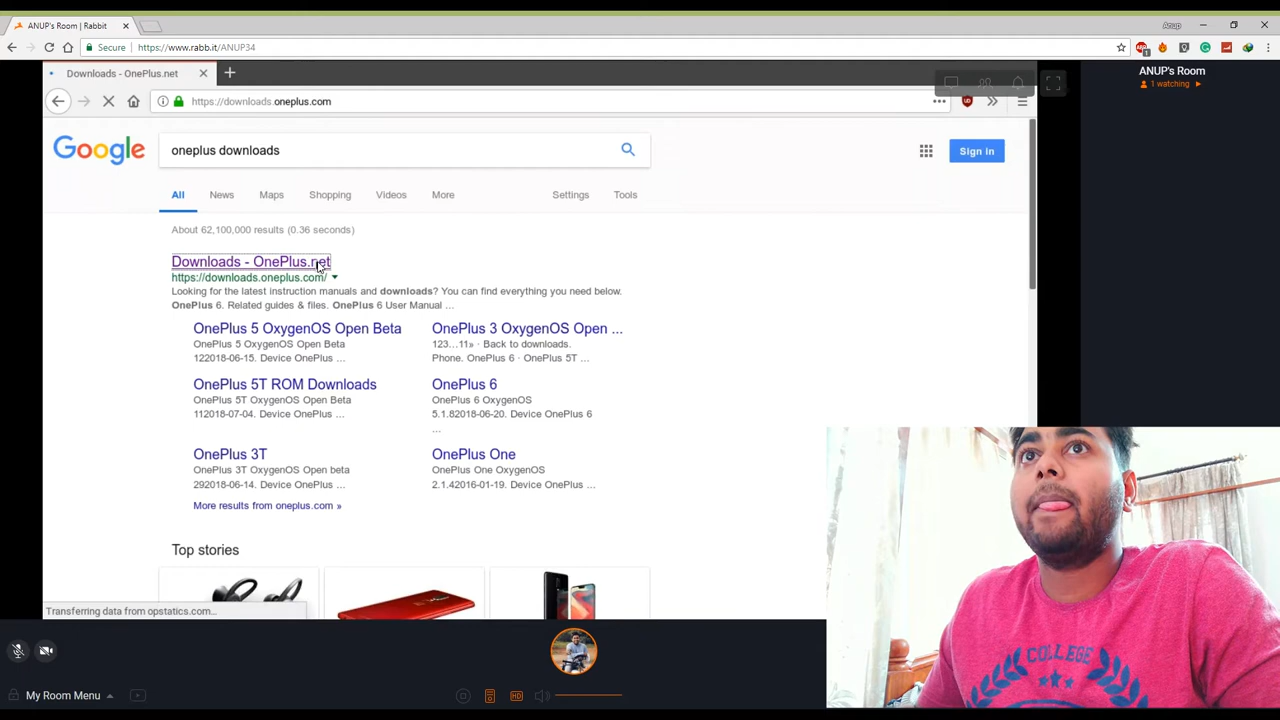 ANUP's Room | Rabbit
Anup
Secure
https://www.rabb.it/ANUP34
Downloads - OnePlus.net
ANUP's Room
1 watching
https://downloads.oneplus.com
Google
oneplus downloads
Sign in
All
News
Maps
Shopping
Videos
More
Settings
Tools
About 62,100,000 results (0.36 seconds)
Downloads - OnePlus.net
https://downloads.oneplus.com/
Looking for the latest instruction manuals and downloads? You can find everything you need below.
OnePlus 6. Related guides & files. OnePlus 6 User Manual ...
OnePlus 5 OxygenOS Open Beta
OnePlus 5 OxygenOS Open Beta
122018-06-15. Device OnePlus ...
OnePlus 3 OxygenOS Open ...
123...11» · Back to downloads.
Phone. OnePlus 6 · OnePlus 5T ...
OnePlus 5T ROM Downloads
OnePlus 5T OxygenOS Open Beta
112018-07-04. Device OnePlus ...
OnePlus 6
OnePlus 6 OxygenOS
5.1.82018-06-20. Device OnePlus 6
...
OnePlus 3T
OnePlus 3T OxygenOS Open beta
292018-06-14. Device OnePlus ...
OnePlus One
OnePlus One OxygenOS
2.1.42016-01-19. Device OnePlus ...
More results from oneplus.com »
Top stories
Transferring data from opstatics.com...
COLLEGE
My Room Menu
HD